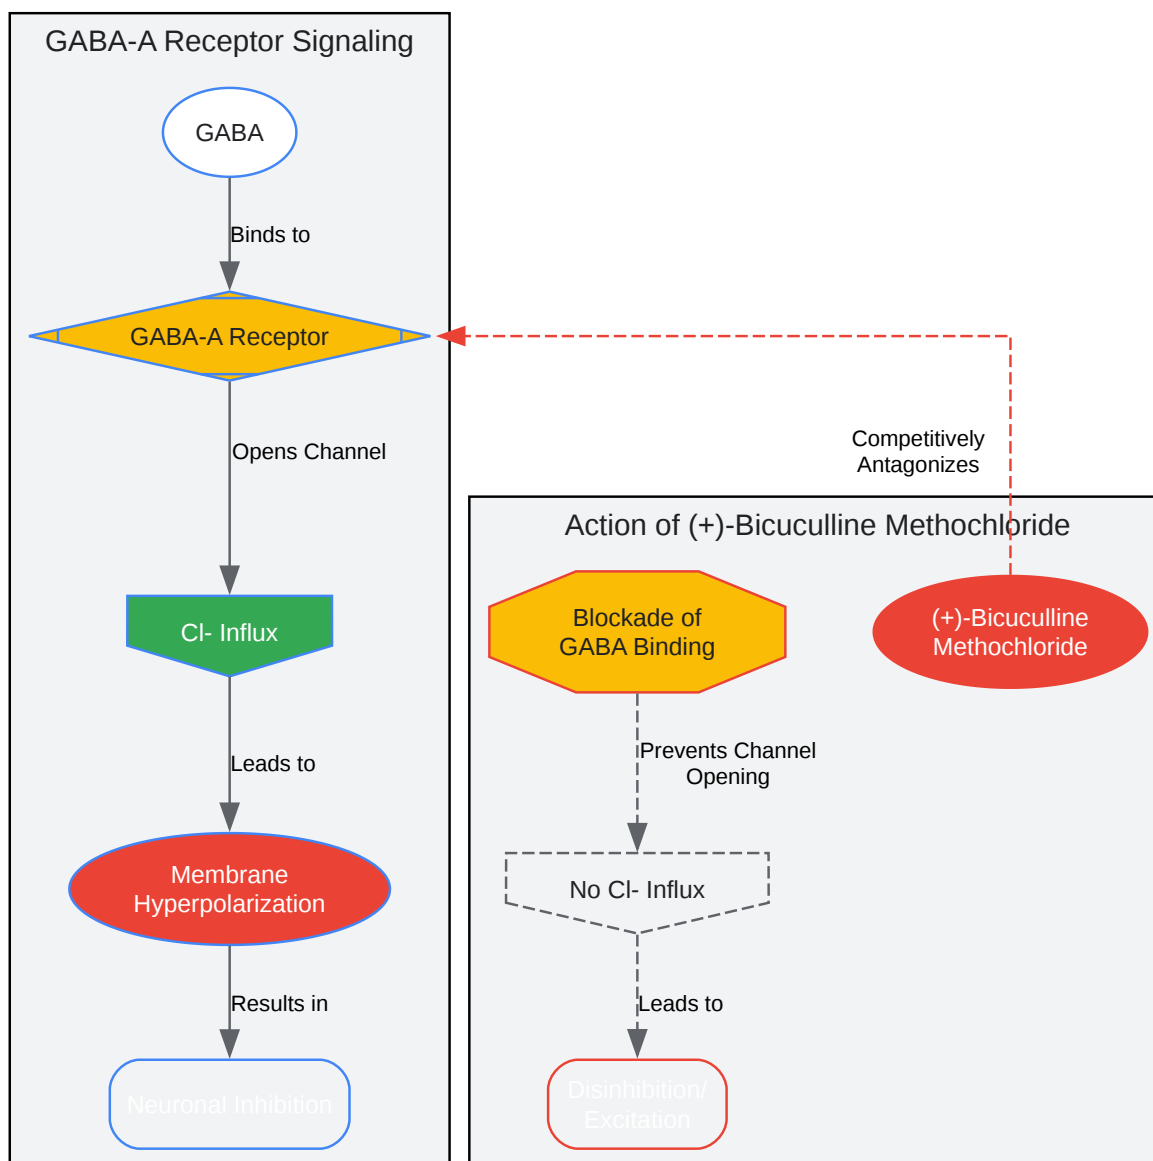 GABA-A Receptor Signaling
GABA
Binds to
GABA-A Receptor
Opens Channel
Cl- Influx
Leads to
Membrane
Hyperpolarization
Results in
Neuronal Inhibition
Competitively
Antagonizes
Action of (+)-Bicuculline Methochloride
Blockade of
GABA Binding
(+)-Bicuculline
Methochloride
Prevents Channel
Opening
No Cl- Influx
Leads to
Disinhibition/
Excitation